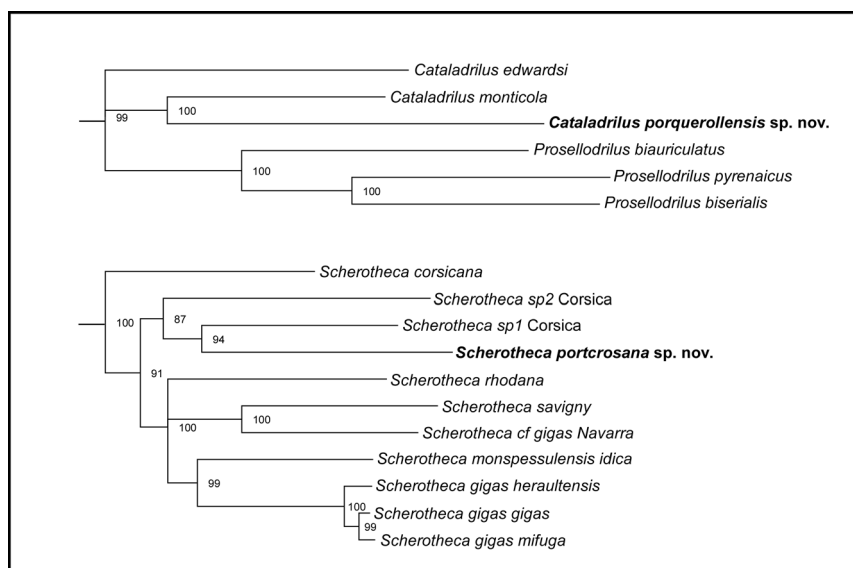 Cataladrilus edwardsi
Cataladrilus monticola
100
99
Cataladrilus porquerollensis sp. nov.
Prosellodrilus biauriculatus
100
Prosellodrilus pyrenaicus
100
Prosellodrilus biserialis
Scherotheca corsicana
Scherotheca sp2 Corsica
87
100
Scherotheca sp1 Corsica
94
Scherotheca portcrosana sp. nov.
91
Scherotheca rhodana
Scherotheca savigny
100
100
Scherotheca cf gigas Navarra
Scherotheca monspessulensis idica
99
Scherotheca gigas heraultensis
100
Scherotheca gigas gigas
99
Scherotheca gigas mifuga